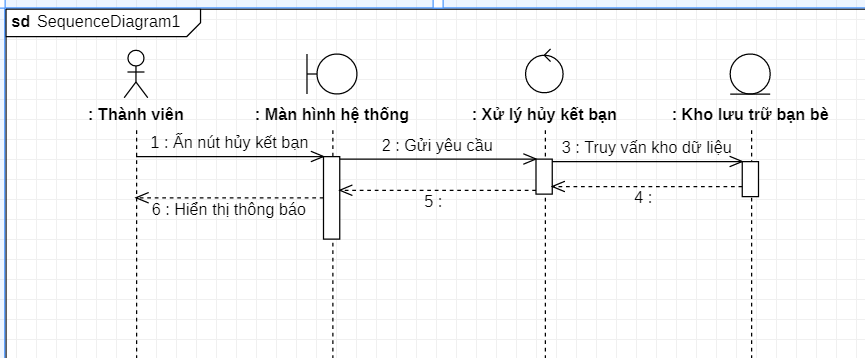 sd SequenceDiagram1
: Thành viên
: Màn hình hệ thống
: Xử lý hủy kết bạn
: Kho lưu trữ bạn bè
1 : Ấn nút hủy kết bạn
2 : Gửi yêu cầu
3 : Truy vấn kho dữ liệu
4 :
5 :
6 : Hiển thị thông báo